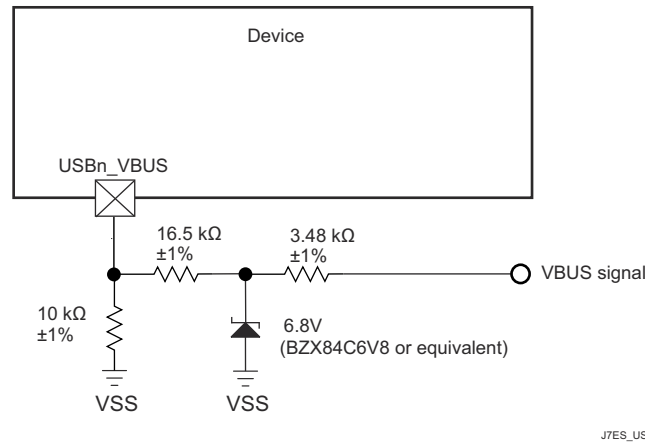 Device
USBn_VBUS
16.5 kΩ
±1%
3.48 kΩ
±1%
VBUS signal
10 kΩ
±1%
6.8V
(BZX84C6V8 or equivalent)
VSS
VSS
J7ES_US